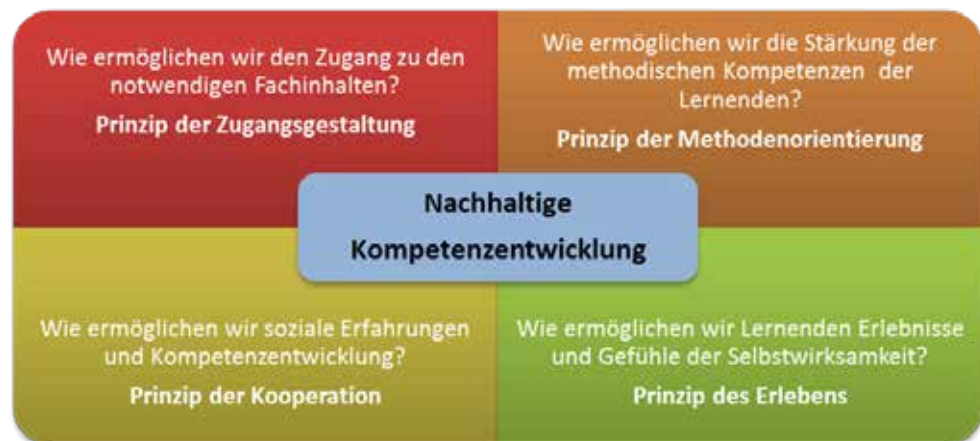 Wie ermöglichen wir den Zugang zu den
notwendigen Fachinhalten?
Prinzip der Zugangsgestaltung
Wie ermöglichen wir die Stärkung der
methodischen Kompetenzen der
Lernenden?
Prinzip der Methodenorientierung
Nachhaltige
Kompetenzentwicklung
Wie ermöglichen wir soziale Erfahrungen
und Kompetenzentwicklung?
Prinzip der Kooperation
Wie ermöglichen wir Lernenden Erlebnisse
und Gefühle der Selbstwirksamkeit?
Prinzip des Erlebens